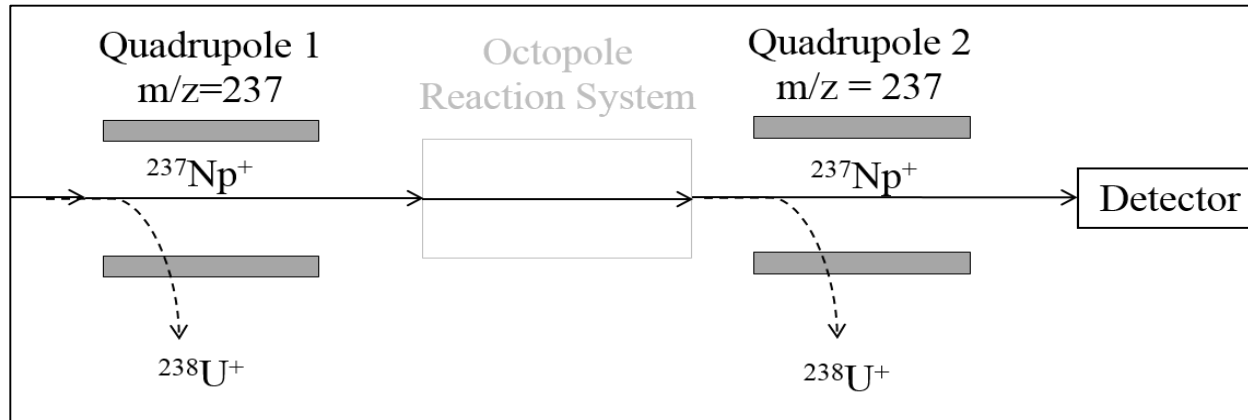 Quadrupole 1
m/z=237
Octopole
Reaction System
Quadrupole 2
m/z = 237
²³⁷Np⁺
²³⁷Np⁺
Detector
²³⁸U⁺
²³⁸U⁺